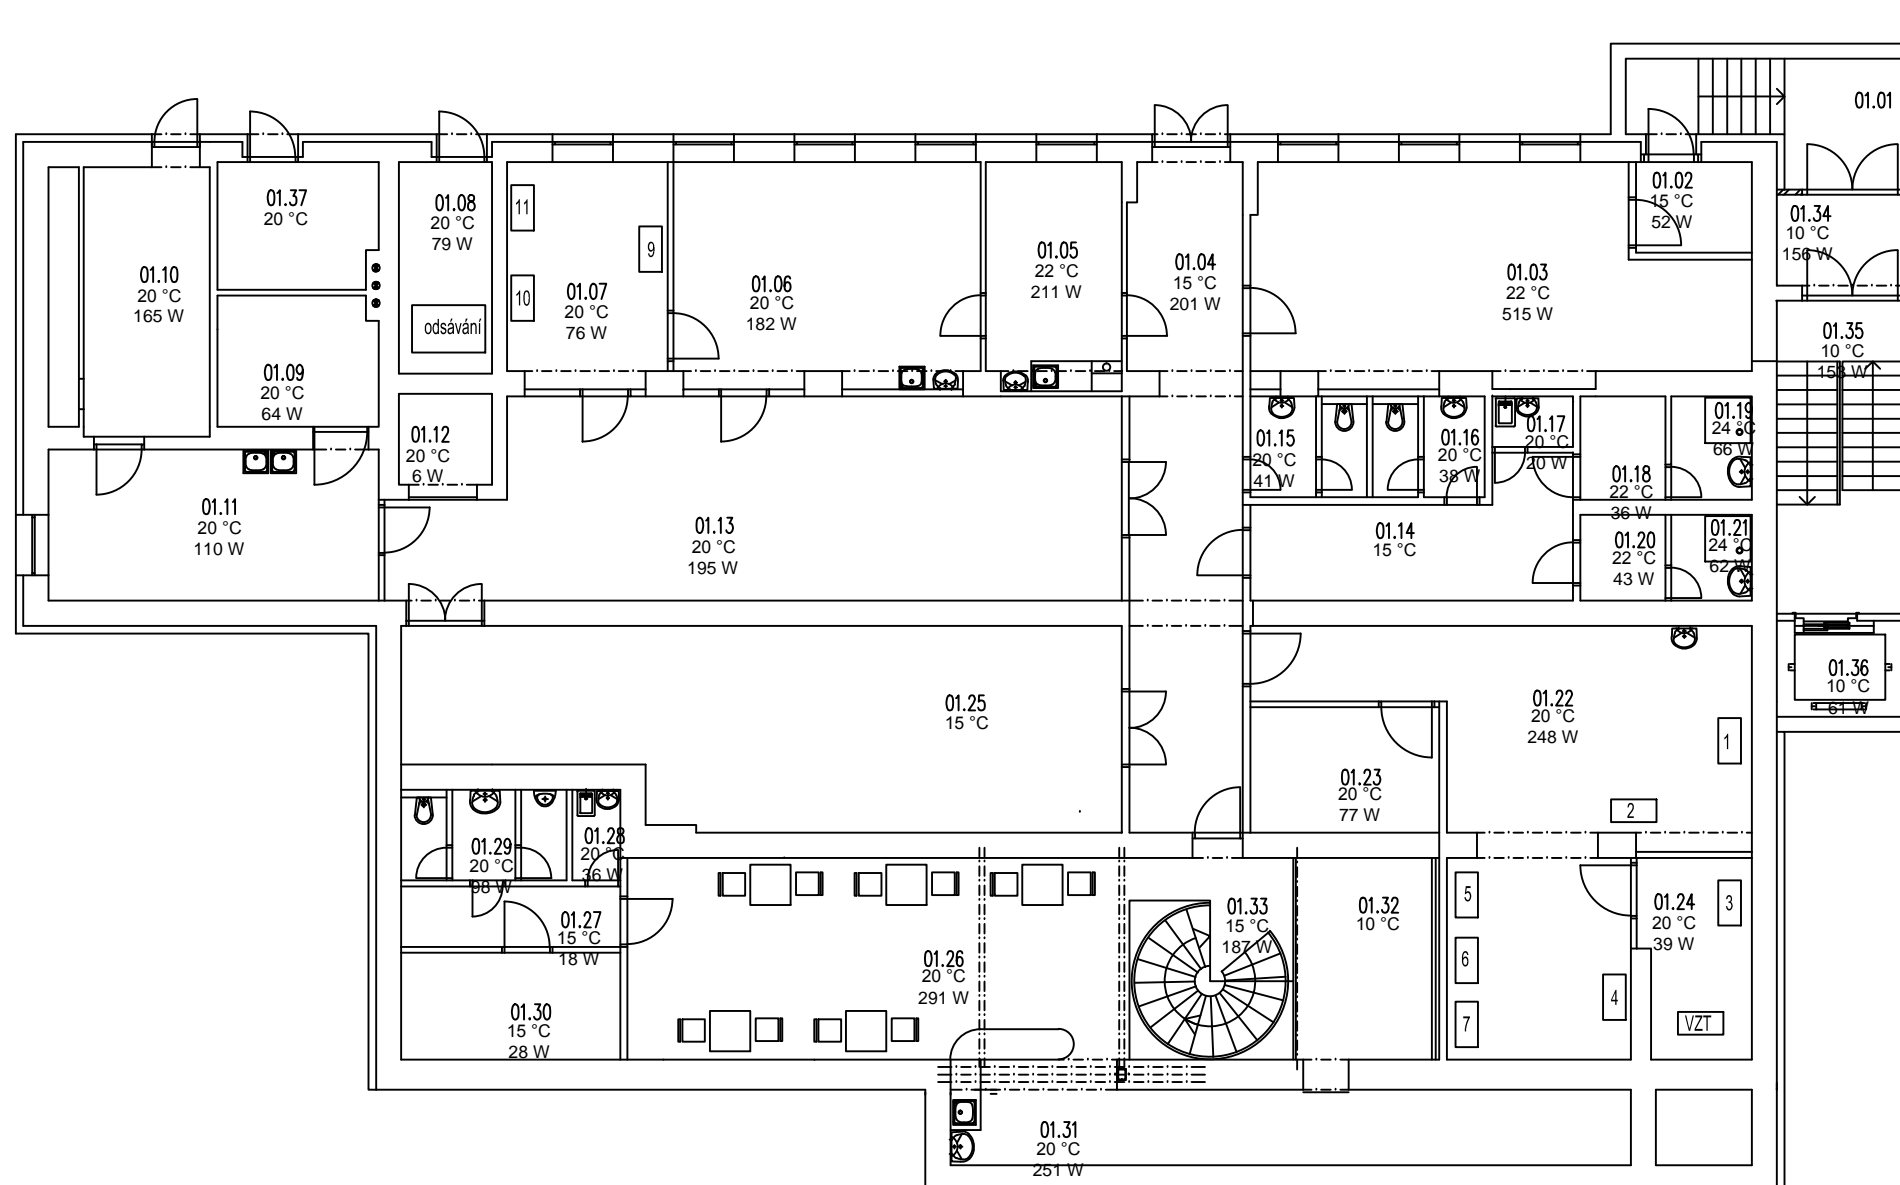 01.01
01.37
20 °C
01.08
20 °C
79 W
11
9
10
01.02
15 °C
52 W
01.34
10 °C
156 W
01.10
20 °C
165 W
01.07
20 °C
76 W
01.06
20 °C
182 W
01.05
22 °C
211 W
01.04
15 °C
201 W
01.03
22 °C
515 W
odsávání
01.35
10 °C
153 W
01.09
20 °C
64 W
01.12
20 °C
6 W
01.15
20 °C
41 W
01.16
20 °C
38 W
01.17
20 °C
20 W
01.18
22 °C
36 W
01.19
24 °C
66 W
01.11
20 °C
110 W
01.13
20 °C
195 W
01.14
15 °C
01.20
22 °C
43 W
01.21
24 °C
62 W
01.25
15 °C
01.22
20 °C
248 W
1
01.36
10 °C
61 W
01.23
20 °C
77 W
2
01.29
20 °C
98 W
01.28
20 °C
36 W
01.27
15 °C
18 W
01.26
20 °C
291 W
01.33
15 °C
187 W
01.32
10 °C
5
6
7
4
01.24
20 °C
39 W
3
VZT
01.30
15 °C
28 W
01.31
20 °C
251 W